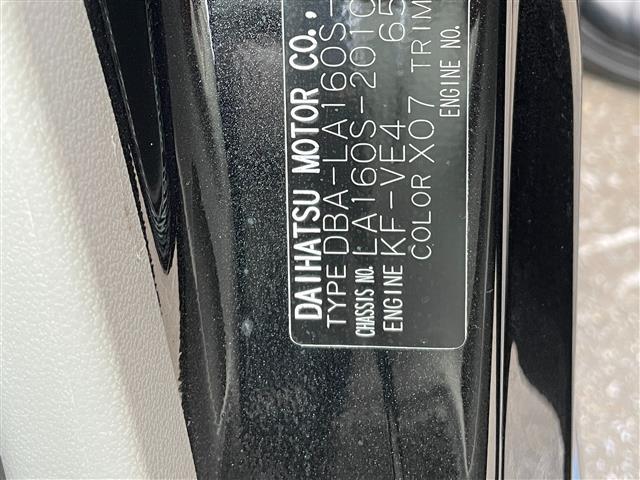 DAIHATSU MOTOR CO.,
TYPE DBA-LA160S-
CHASSIS NO. LA160S-2010
ENGINE KF-VE4 65
COLOR X07 TRIM
ENGINE NO.